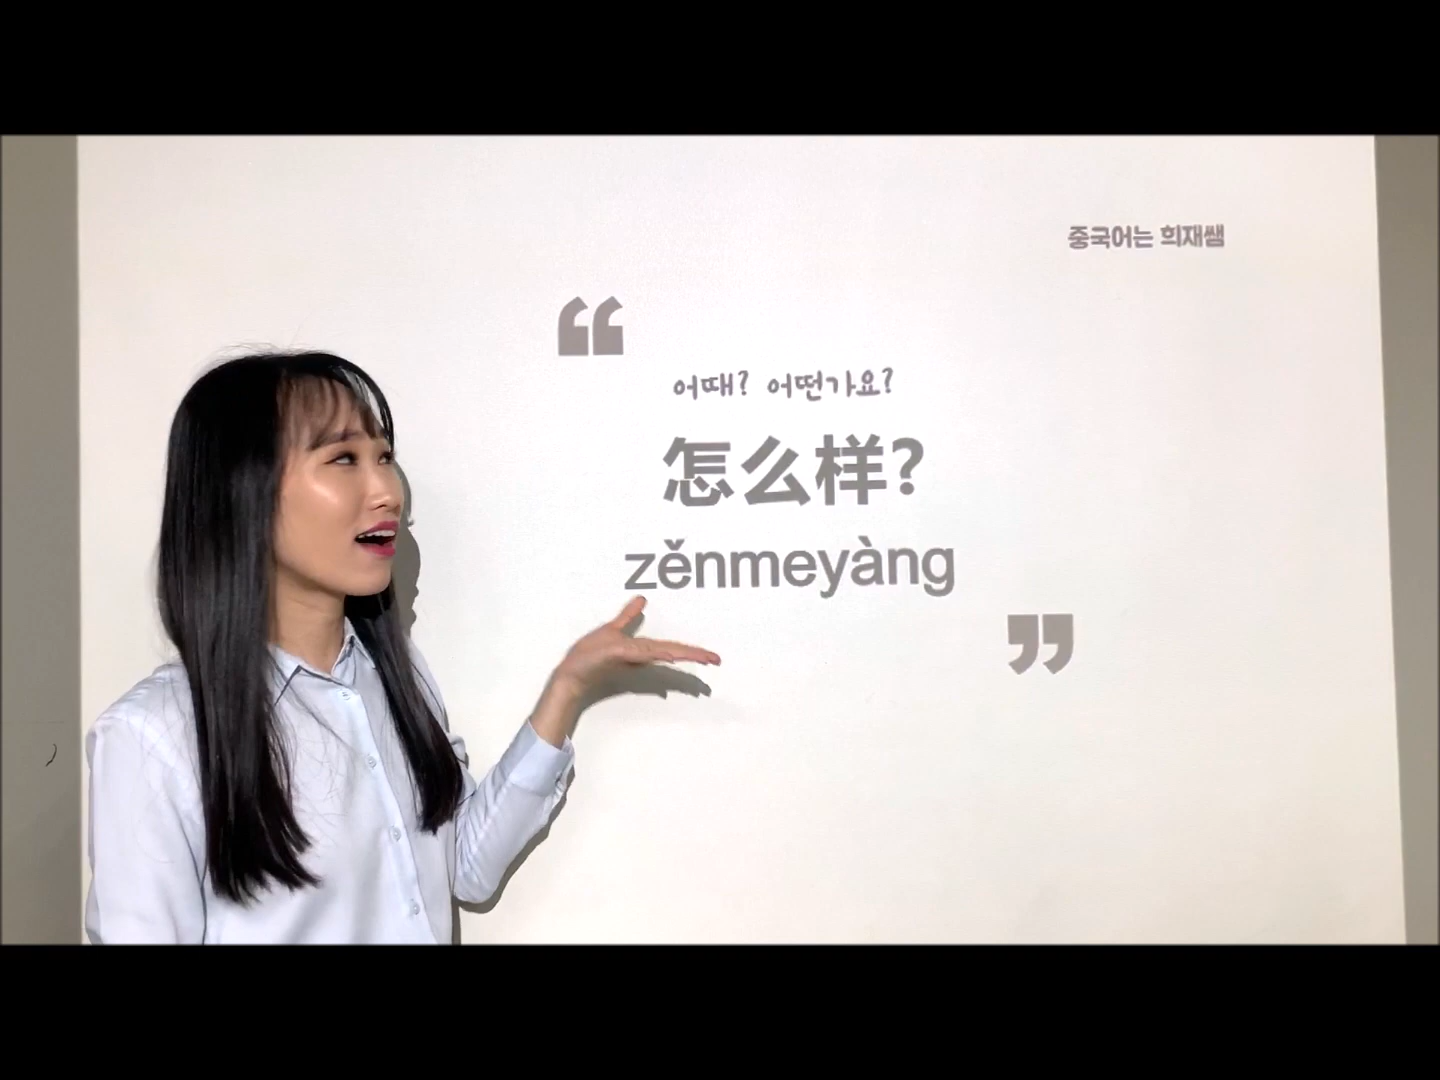 중국어는 희재쌤
“
어때? 어떤가요?
怎么样?
zěnmeyàng
”